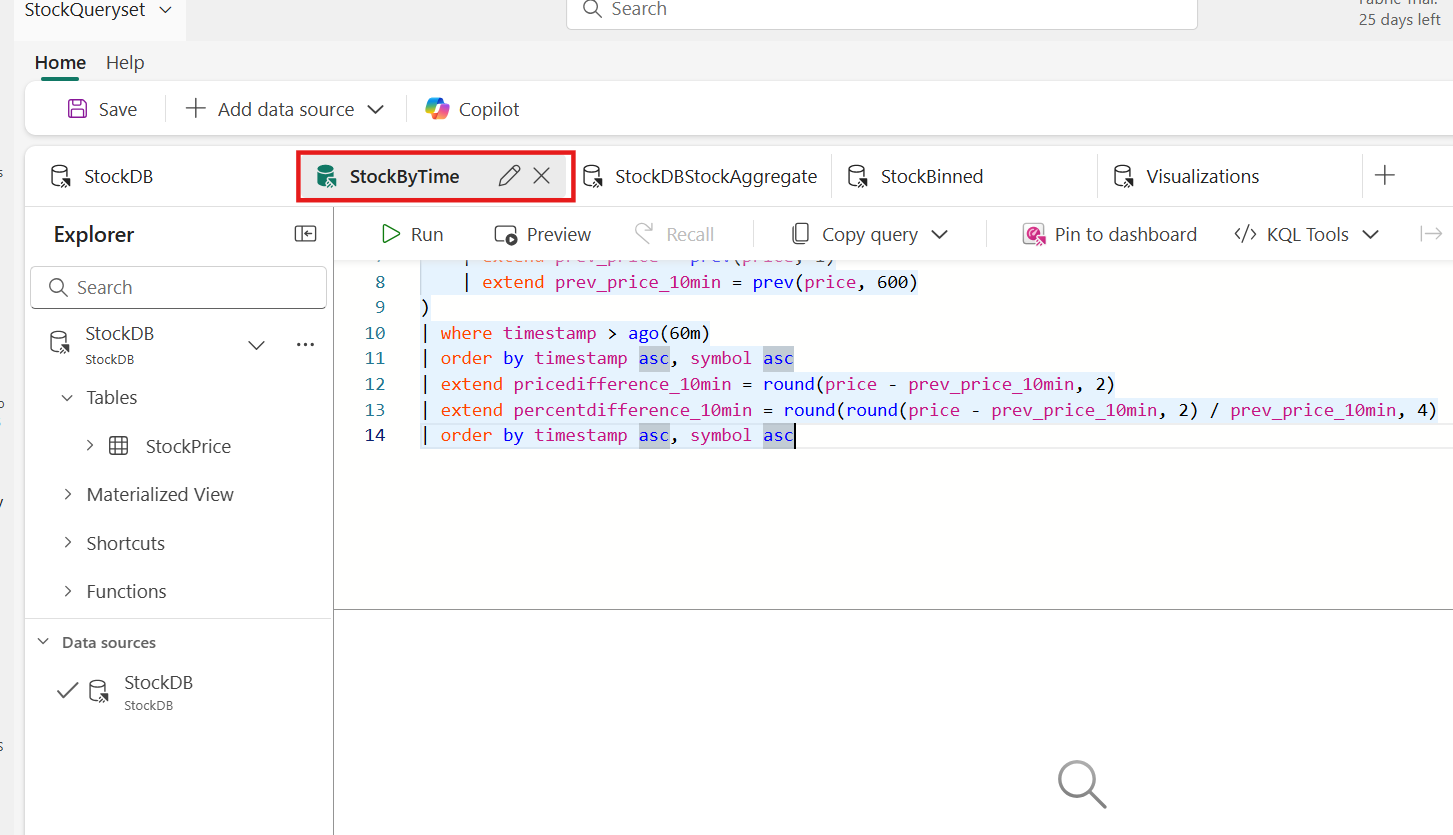 StockQueryset
Search
Fabric Trial:
25 days left
Home Help
Save Add data source Copilot
StockDB StockByTime StockDBStockAggregate StockBinned Visualizations
Explorer
Run Preview Recall Copy query Pin to dashboard </> KQL Tools
Search
StockDB
StockDB
Tables
StockPrice
Materialized View
Shortcuts
Functions
Data sources
StockDB
StockDB
7 | extend prev_price = prev(price, 1)
8 | extend prev_price_10min = prev(price, 600)
9 )
10 | where timestamp > ago(60m)
11 | order by timestamp asc, symbol asc
12 | extend pricedifference_10min = round(price - prev_price_10min, 2)
13 | extend percentdifference_10min = round(round(price - prev_price_10min, 2) / prev_price_10min, 4)
14 | order by timestamp asc, symbol asc